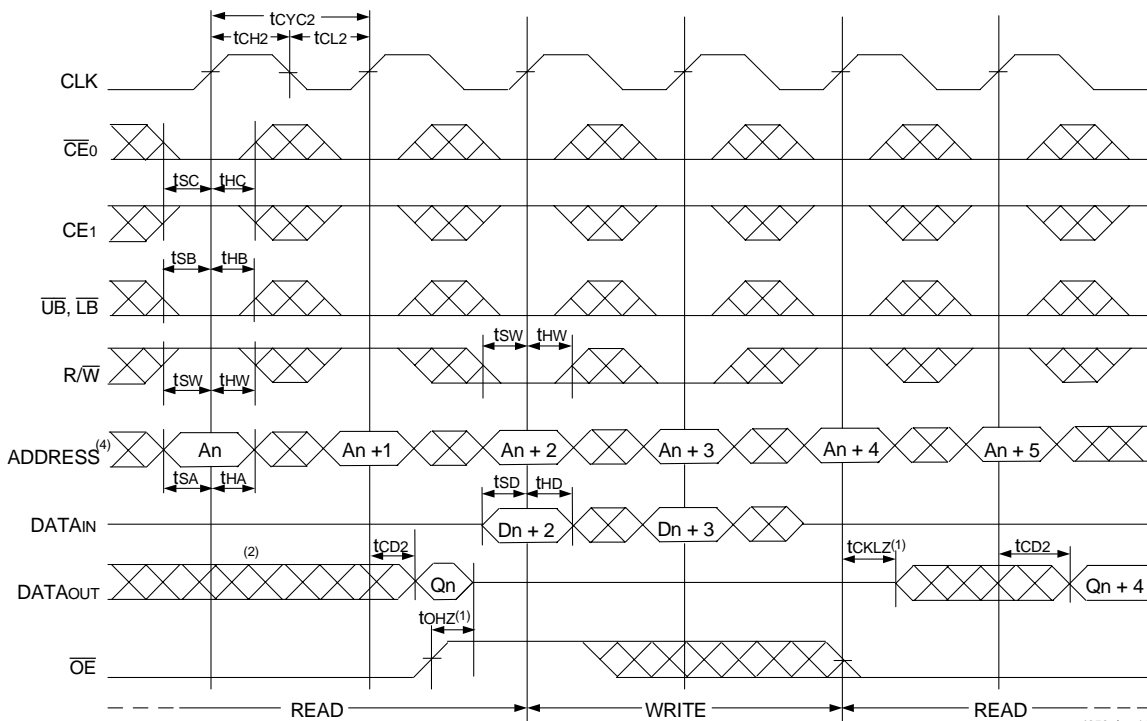 tCYC2
tCH2 tCL2
CLK
CE0
tSC tHC
CE1
tSB tHB
UB, LB
tSW tHW
R/W
tSW tHW
ADDRESS(4) An An +1 An + 2 An + 3 An + 4 An + 5
tSA tHA tSD tHD
DATAIN Dn + 2 Dn + 3
tCD2 tCKLZ(1) tCD2
(2)
DATAOUT Qn Qn + 4
tOHZ(1)
OE
READ WRITE READ